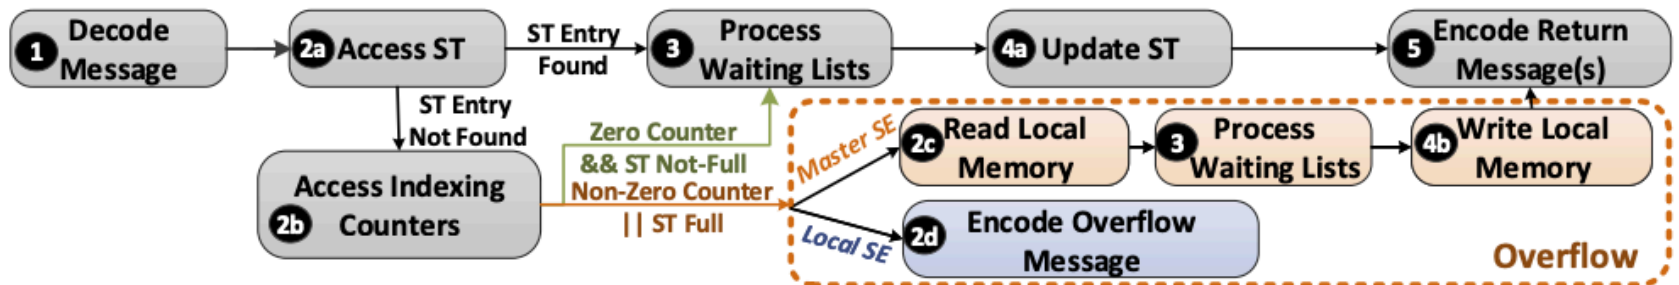 1 Decode
Message
2a Access ST
ST Entry
Found
3 Process
Waiting Lists
4a Update ST
5 Encode Return
Message(s)
ST Entry
Not Found
2b Access Indexing
Counters
Zero Counter
&& ST Not-Full
Non-Zero Counter
|| ST Full
Master SE
2c Read Local
Memory
3 Process
Waiting Lists
4b Write Local
Memory
Local SE
2d Encode Overflow
Message
Overflow